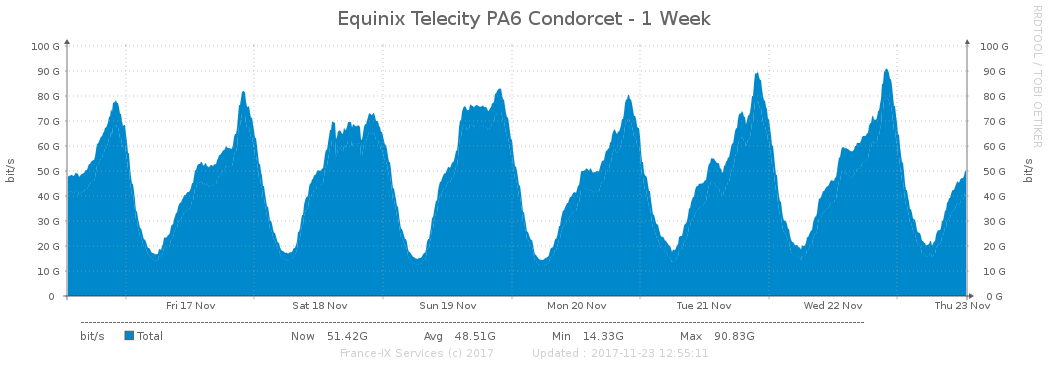 Equinix Telecity PA6 Condorcet - 1 Week
RRDTOOL / TOBI OETIKER
bit/s
100 G
90 G
80 G
70 G
60 G
50 G
40 G
30 G
20 G
10 G
0
100 G
90 G
80 G
70 G
60 G
50 G
40 G
30 G
20 G
10 G
0 G
bit/s
Fri 17 Nov Sat 18 Nov Sun 19 Nov Mon 20 Nov Tue 21 Nov Wed 22 Nov Thu 23 Nov
bit/s Total Now 51.42G Avg 48.51G Min 14.33G Max 90.83G
France-IX Services (c) 2017 Updated : 2017-11-23 12:55:11